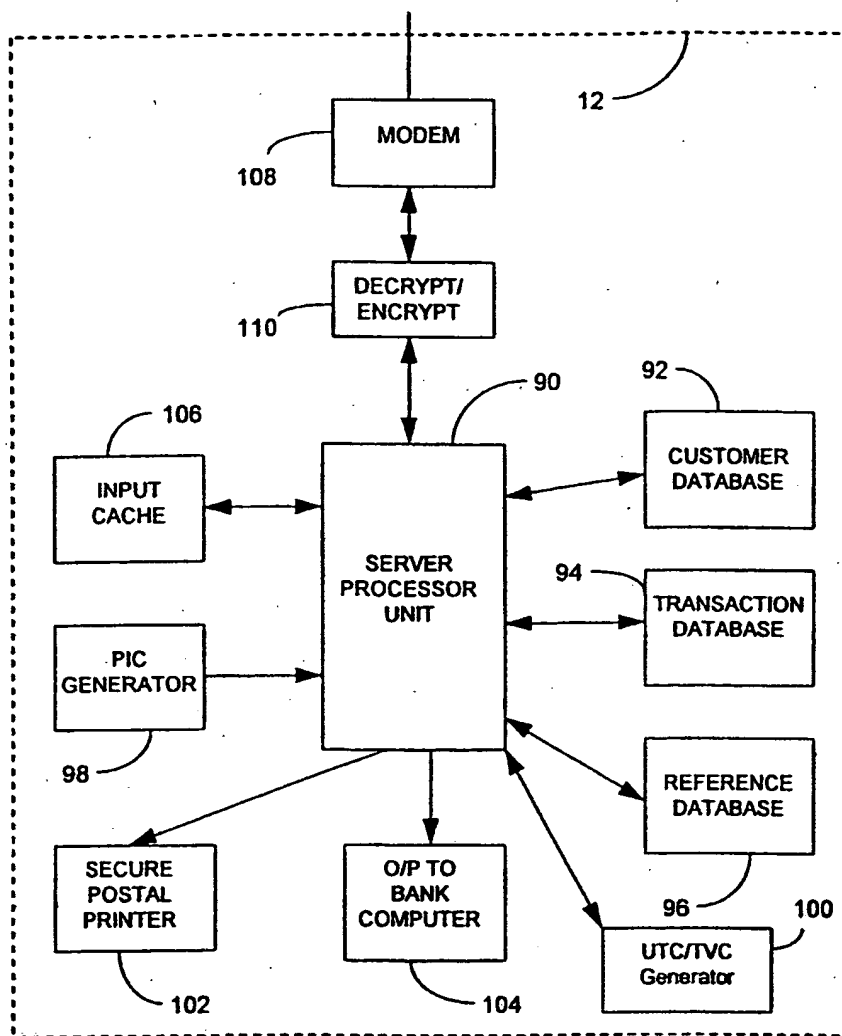 12
MODEM
108
DECRYPT/
ENCRYPT
110
90
92
106
INPUT
CACHE
CUSTOMER
DATABASE
SERVER
PROCESSOR
UNIT
94
TRANSACTION
DATABASE
PIC
GENERATOR
98
REFERENCE
DATABASE
SECURE
POSTAL
PRINTER
O/P TO
BANK
COMPUTER
96
100
UTC/TVC
Generator
102
104